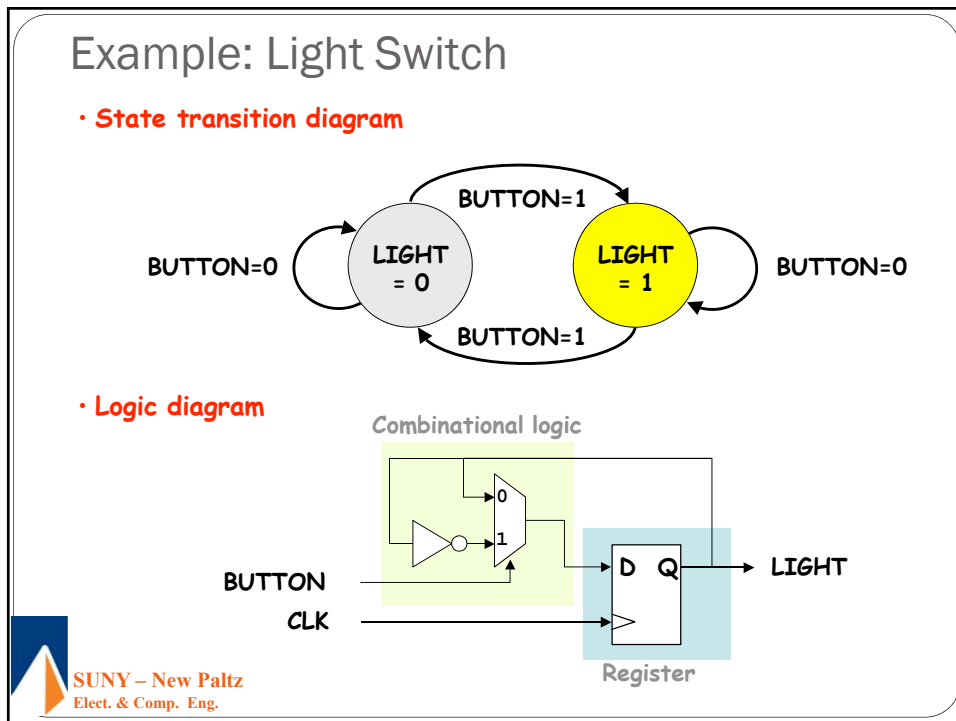 Example: Light Switch
• State transition diagram
BUTTON=1
BUTTON=0
LIGHT
= 0
LIGHT
= 1
BUTTON=0
BUTTON=1
• Logic diagram
Combinational logic
0
1
BUTTON
D Q
LIGHT
CLK
Register
SUNY – New Paltz
Elect. & Comp. Eng.